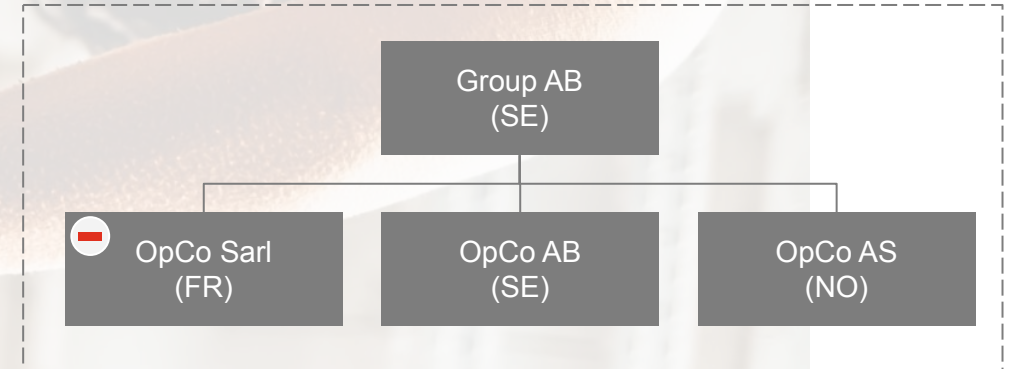 Group AB
(SE)
OpCo Sarl
(FR)
OpCo AB
(SE)
OpCo AS
(NO)